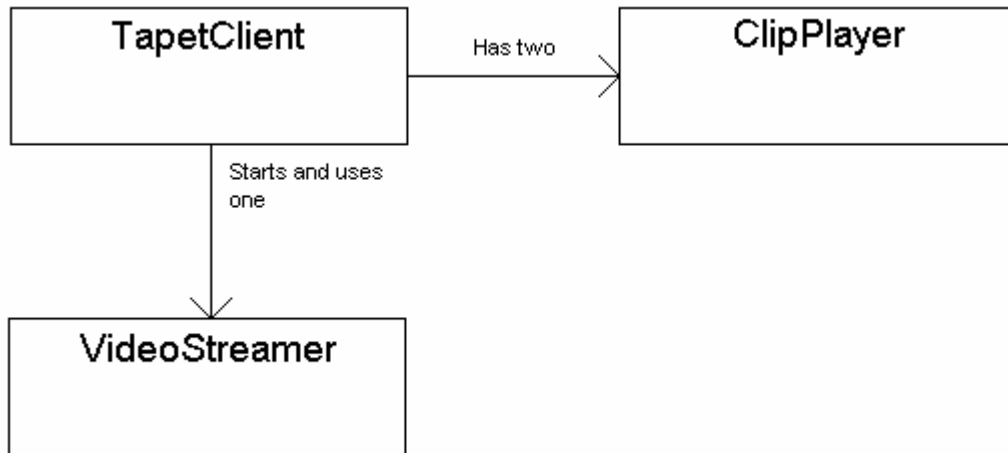 TapetClient
Has two
ClipPlayer
Starts and uses
one
VideoStreamer